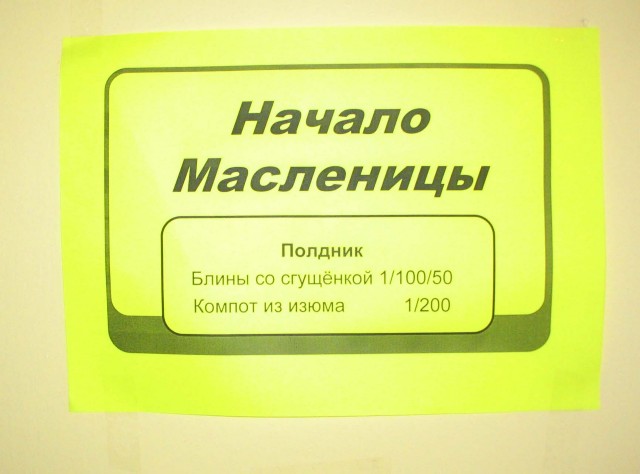 Начало
Масленицы
Полдник
Блины со сгущёнкой 1/100/50
Компот из изюма 1/200